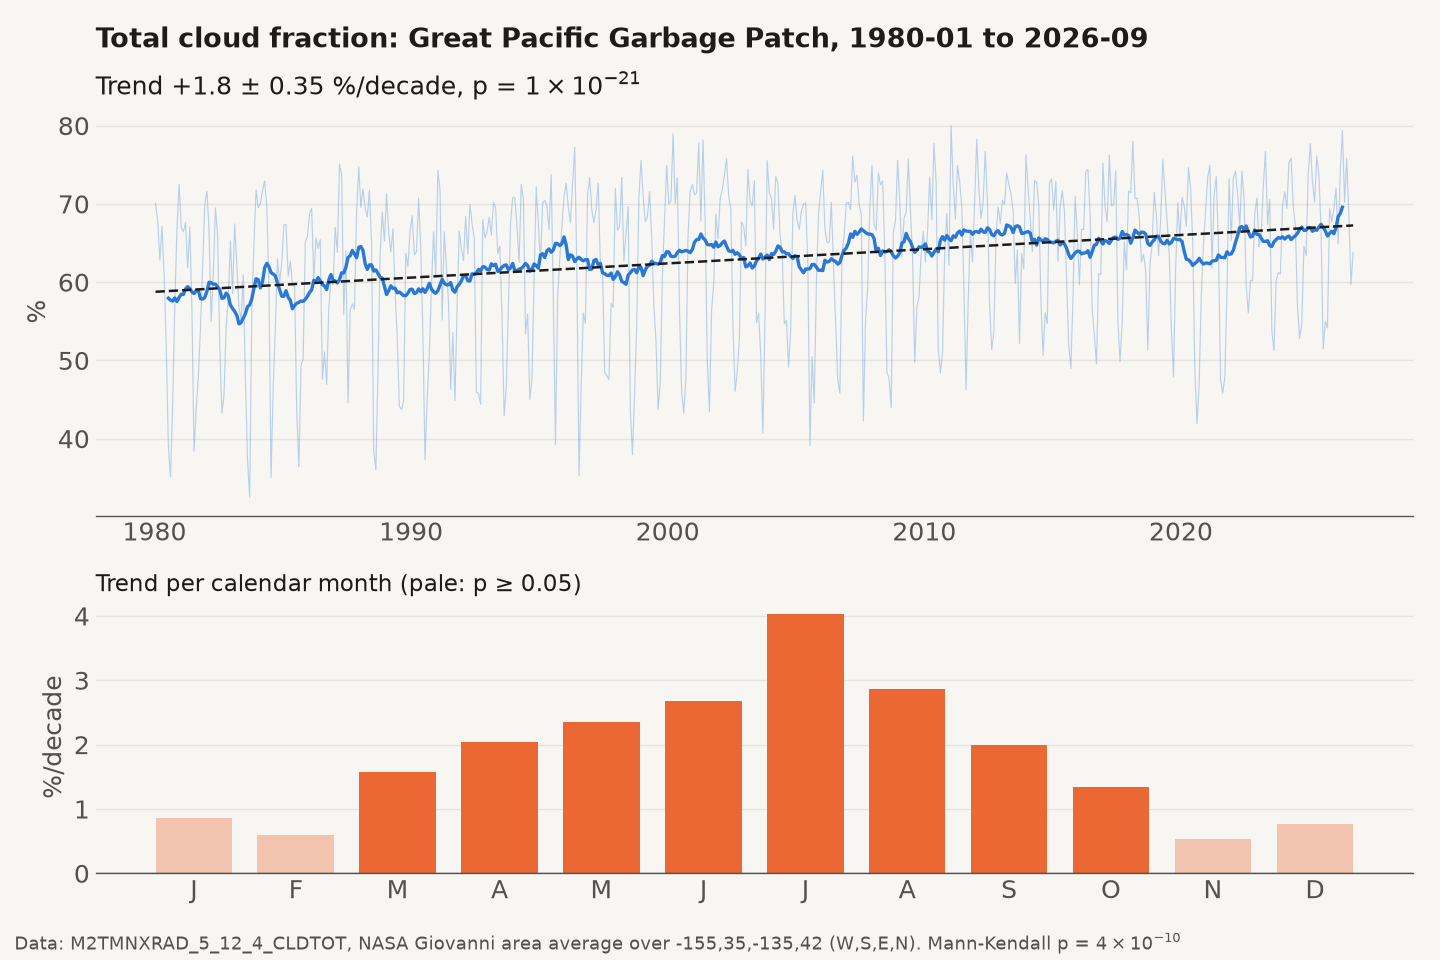 Total cloud fraction: Great Pacific Garbage Patch, 1980-01 to 2026-09
Trend +1.8 ± 0.35 %/decade, p = 1 × 10⁻²¹
80
70
60
50
40
%
1980 1990 2000 2010 2020
Trend per calendar month (pale: p ≥ 0.05)
4
3
2
1
0
%/decade
J F M A M J J A S O N D
Data: M2TMNXRAD_5_12_4_CLDTOT, NASA Giovanni area average over -155,35,-135,42 (W,S,E,N). Mann-Kendall p = 4 × 10⁻¹⁰